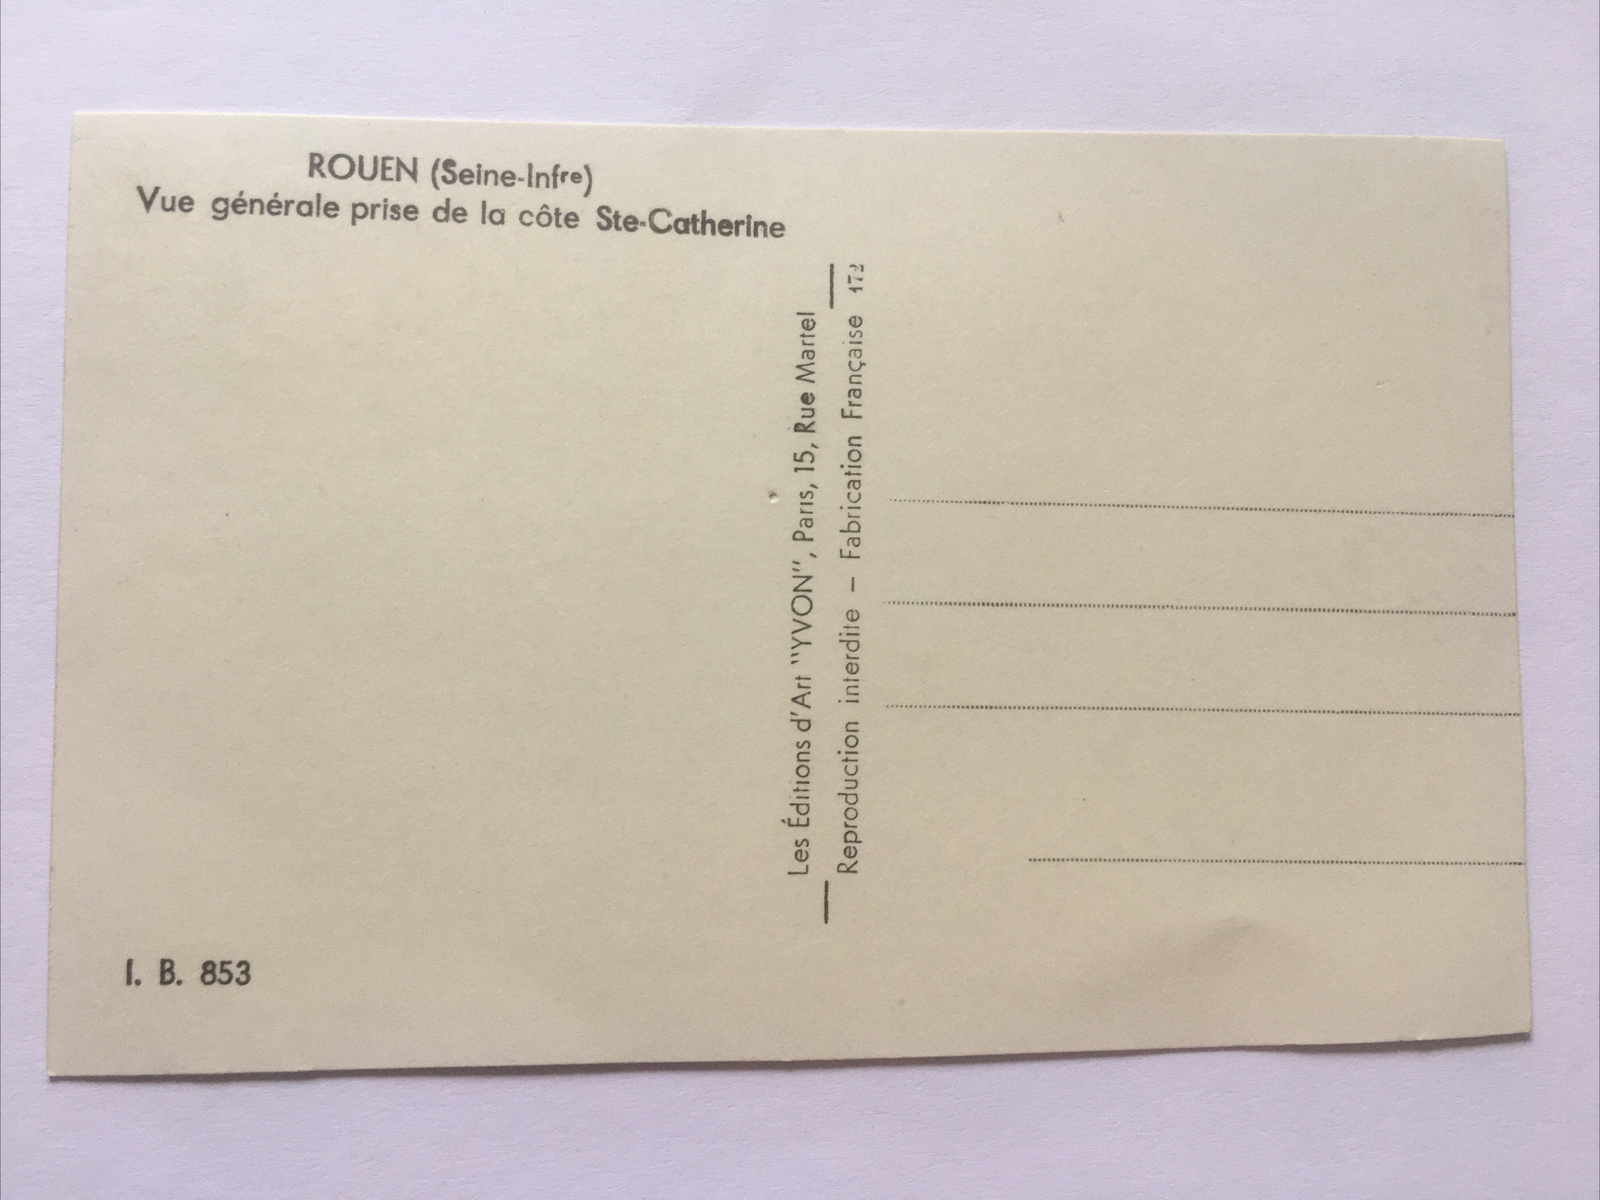 ROUEN (Seine-Infre)
Vue générale prise de la côte Ste-Catherine
Les Éditions d'Art "YVON", Paris, 15, Rue Martel
Reproduction interdite — Fabrication Française
I. B. 853